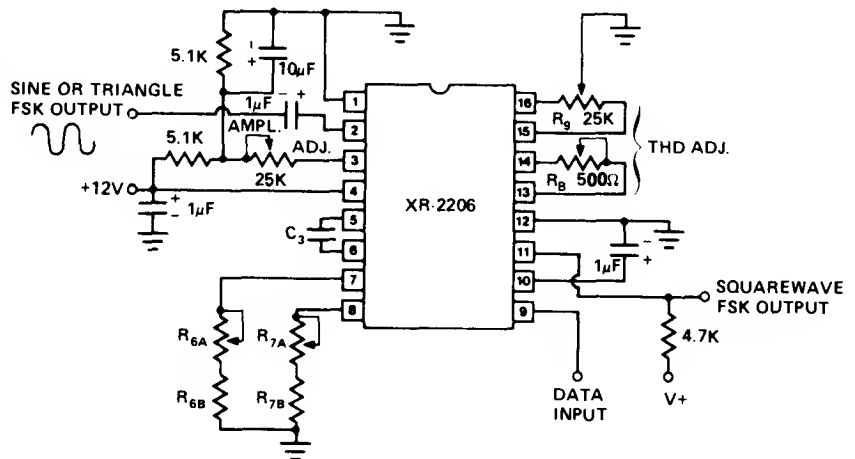 5.1K
10µF
SINE OR TRIANGLE
FSK OUTPUT
1µF
AMPL.
ADJ.
5.1K
25K
+12V
1µF
C3
R6A
R7A
R6B
R7B
XR-2206
1
2
3
4
5
6
7
8
16
15
14
13
12
11
10
9
R9
25K
THD ADJ.
RB
500Ω
1µF
SQUAREWAVE
FSK OUTPUT
4.7K
V+
DATA
INPUT